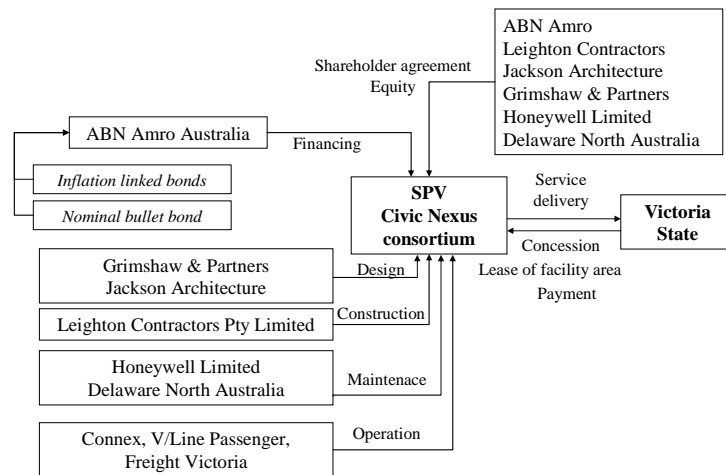 ABN Amro
Leighton Contractors
Jackson Architecture
Grimshaw & Partners
Honeywell Limited
Delaware North Australia
Shareholder agreement
Equity
ABN Amro Australia
Financing
Inflation linked bonds
Nominal bullet bond
SPV
Civic Nexus
consortium
Service
delivery
Victoria
State
Concession
Lease of facility area
Payment
Grimshaw & Partners
Jackson Architecture
Design
Leighton Contractors Pty Limited
Construction
Honeywell Limited
Delaware North Australia
Maintenace
Connex, V/Line Passenger,
Freight Victoria
Operation